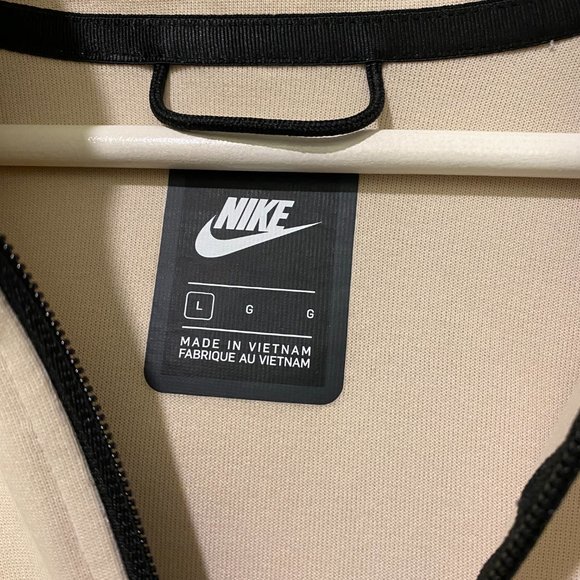 NIKE
L G G
MADE IN VIETNAM
FABRIQUE AU VIETNAM